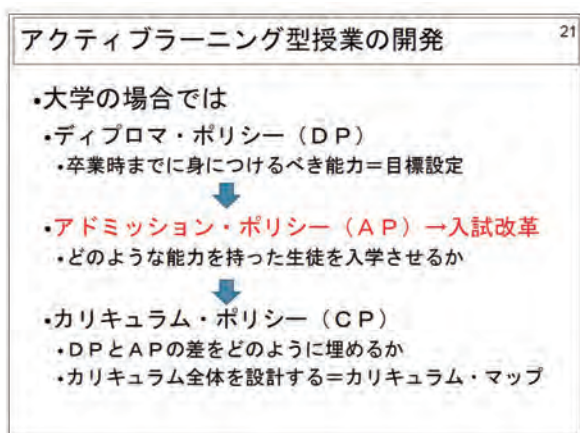 アクティブラーニング型授業の開発
21
•大学の場合では
•ディプロマ・ポリシー（ＤＰ）
•卒業時までに身につけるべき能力＝目標設定
•アドミッション・ポリシー（ＡＰ）→入試改革
•どのような能力を持った生徒を入学させるか
•カリキュラム・ポリシー（ＣＰ）
•ＤＰとＡＰの差をどのように埋めるか
•カリキュラム全体を設計する＝カリキュラム・マップ